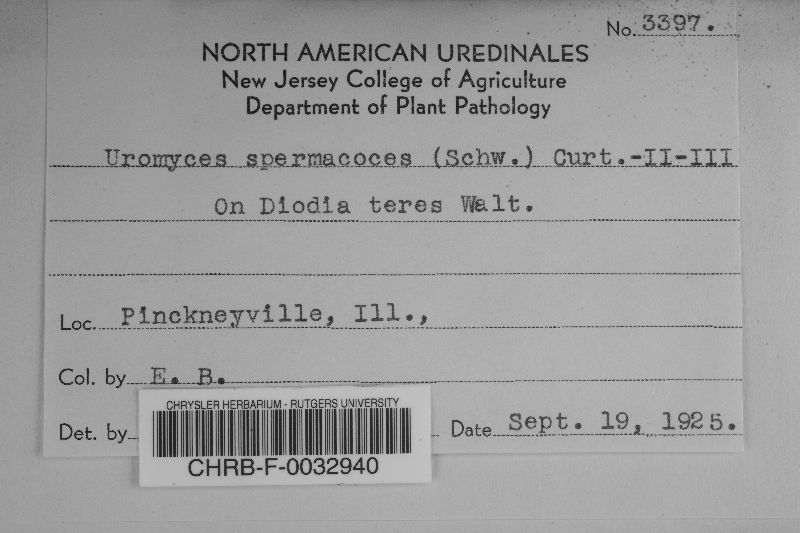 No. 3397.
NORTH AMERICAN UREDINALES
New Jersey College of Agriculture
Department of Plant Pathology
Uromyces spermacoces (Schw.) Curt.-II-III
On Diodia teres Walt.
Loc. Pinckneyville, Ill.,
Col. by E. B.
Det. by
Date Sept. 19, 1925.
CHRYSLER HERBARIUM - RUTGERS UNIVERSITY
CHRB-F-0032940